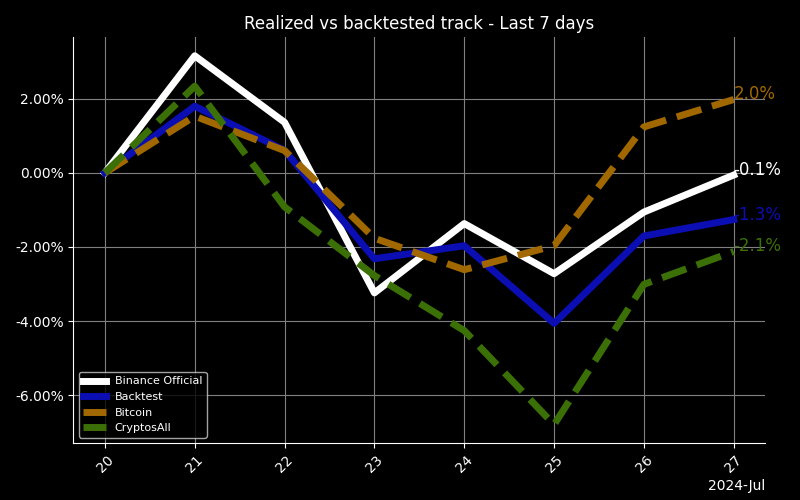 Realized vs backtested track - Last 7 days
2.00%
0.00%
-2.00%
-4.00%
-6.00%
2.0%
-0.1%
-1.3%
-2.1%
Binance Official
Backtest
Bitcoin
CryptosAll
20 21 22 23 24 25 26 27
2024-Jul